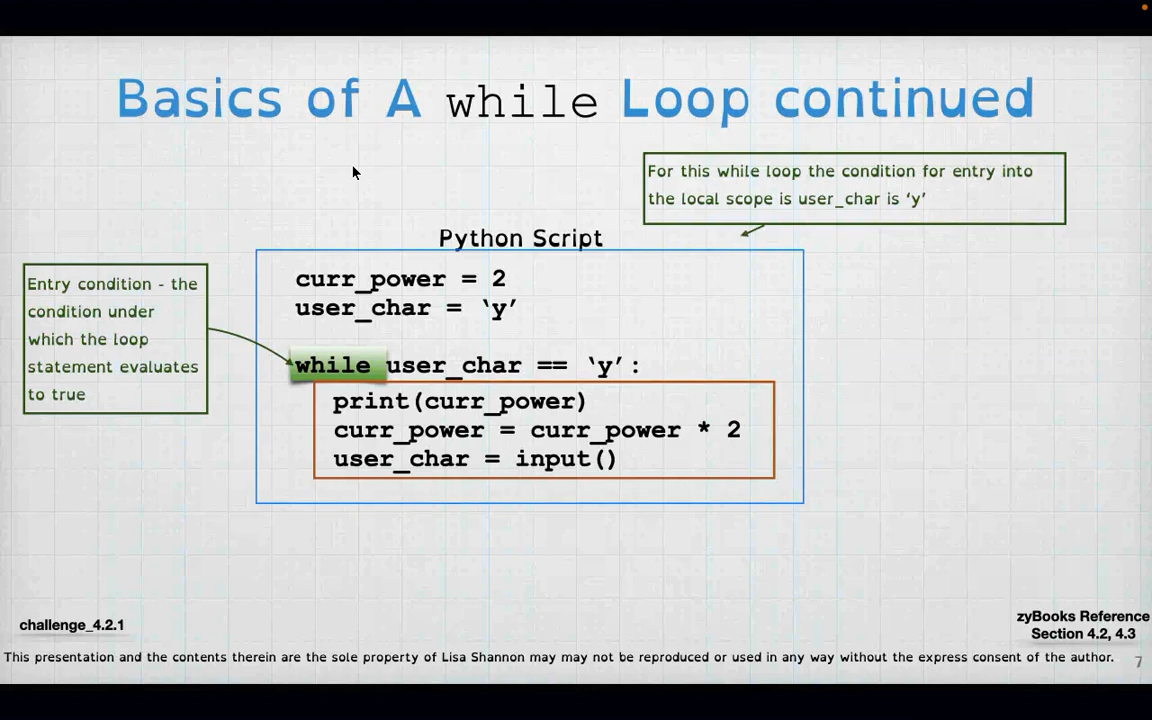 Basics of A while Loop continued
For this while loop the condition for entry into
the local scope is user_char is ‘y’
Python Script
Entry condition - the
condition under
which the loop
statement evaluates
to true
curr_power = 2
user_char = ‘y’
while user_char == ‘y’:
print(curr_power)
curr_power = curr_power * 2
user_char = input()
challenge_4.2.1
zyBooks Reference
Section 4.2, 4.3
This presentation and the contents therein are the sole property of Lisa Shannon may may not be reproduced or used in any way without the express consent of the author.
7